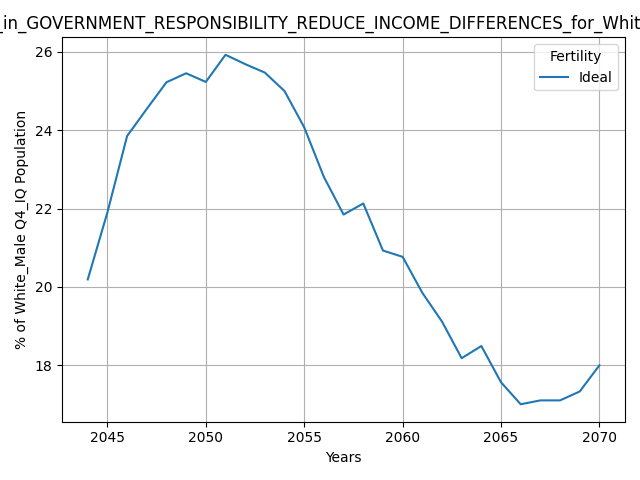 _in_GOVERNMENT_RESPONSIBILITY_REDUCE_INCOME_DIFFERENCES_for_Whit
Fertility
Ideal
% of White_Male Q4_IQ Population
26
24
22
20
18
2045
2050
2055
2060
2065
2070
Years